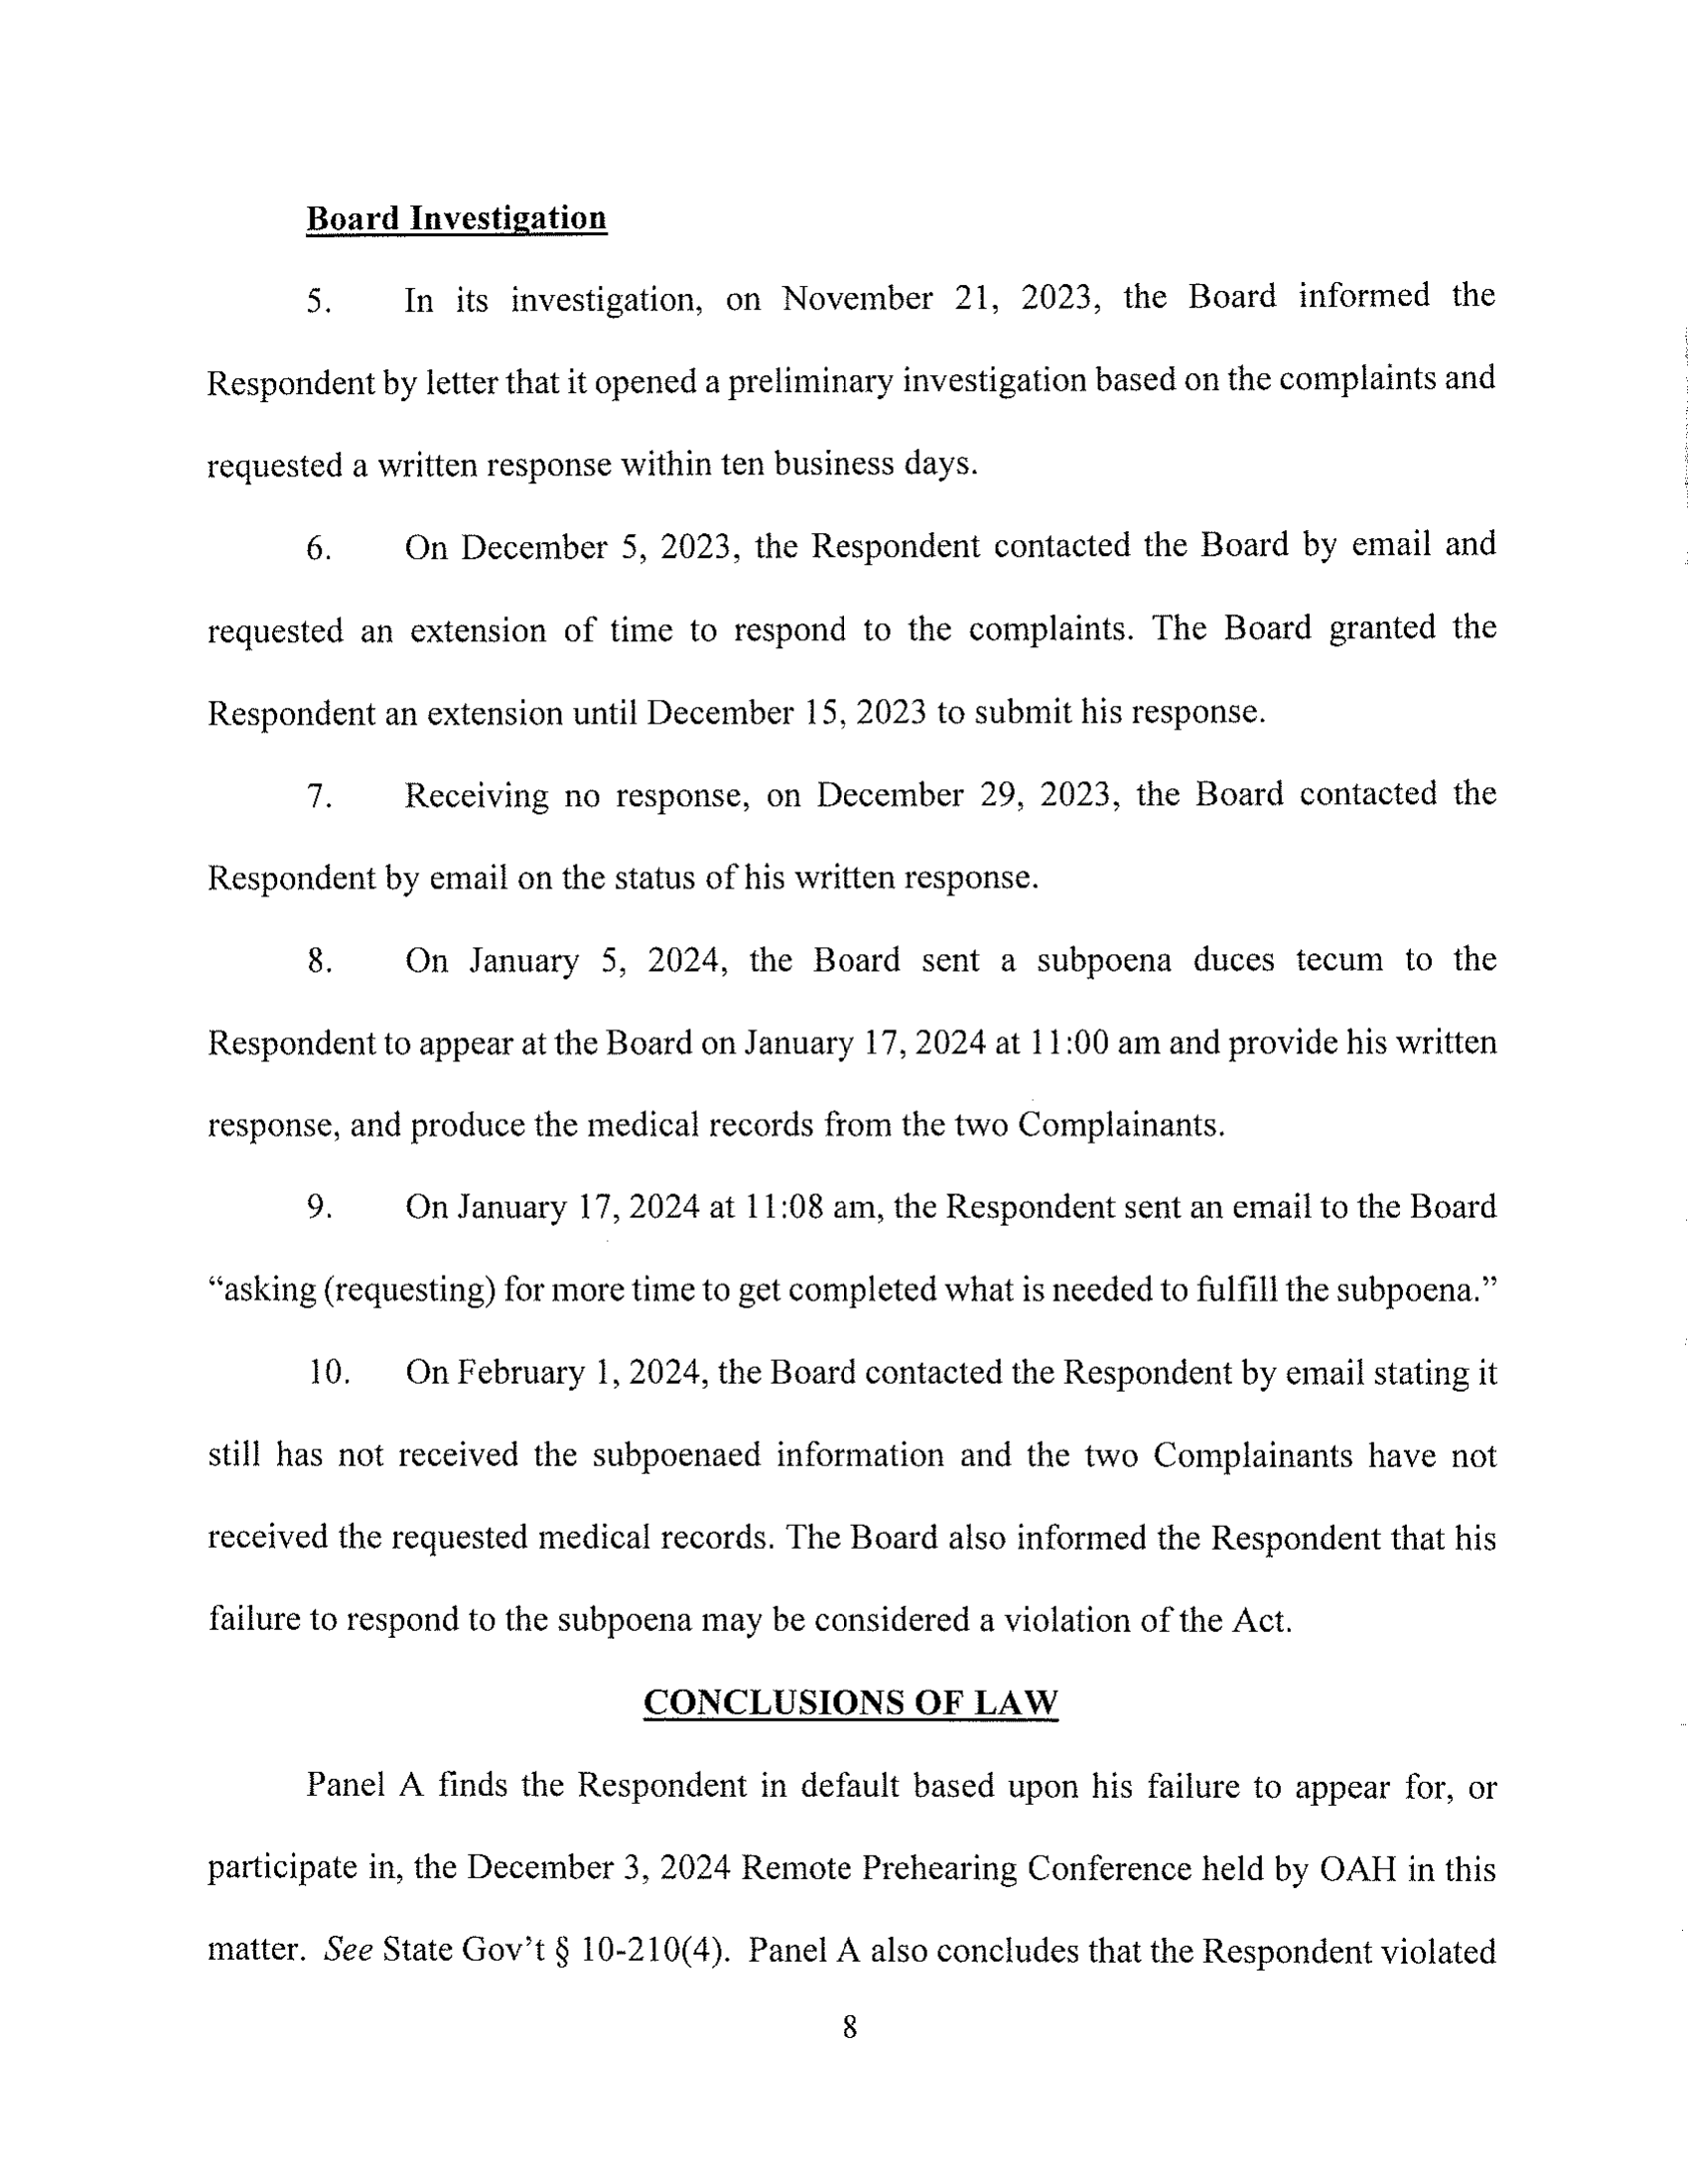 Board Investigation
5. In its investigation, on November 21, 2023, the Board informed the
Respondent by letter that it opened a preliminary investigation based on the complaints and
requested a written response within ten business days.
6. On December 5, 2023, the Respondent contacted the Board by email and
requested an extension of time to respond to the complaints. The Board granted the
Respondent an extension until December 15, 2023 to submit his response.
7. Receiving no response, on December 29, 2023, the Board contacted the
Respondent by email on the status of his written response.
8. On January 5, 2024, the Board sent a subpoena duces tecum to the
Respondent to appear at the Board on January 17, 2024 at 11:00 am and provide his written
response, and produce the medical records from the two Complainants.
9. On January 17, 2024 at 11:08 am, the Respondent sent an email to the Board
“asking (requesting) for more time to get completed what is needed to fulfill the subpoena.”
10. On February 1, 2024, the Board contacted the Respondent by email stating it
still has not received the subpoenaed information and the two Complainants have not
received the requested medical records. The Board also informed the Respondent that his
failure to respond to the subpoena may be considered a violation of the Act.
CONCLUSIONS OF LAW
Panel A finds the Respondent in default based upon his failure to appear for, or
participate in, the December 3, 2024 Remote Prehearing Conference held by OAH in this
matter. See State Gov’t § 10-210(4). Panel A also concludes that the Respondent violated
8